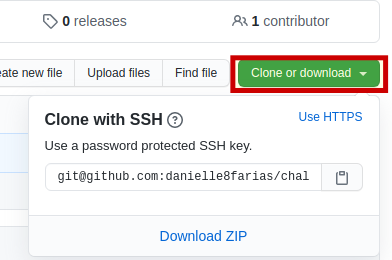 0 releases
1 contributor
eate new file
Upload files
Find file
Clone or download
Clone with SSH ?
Use HTTPS
Use a password protected SSH key.
git@github.com:danielle8farias/chal
Download ZIP